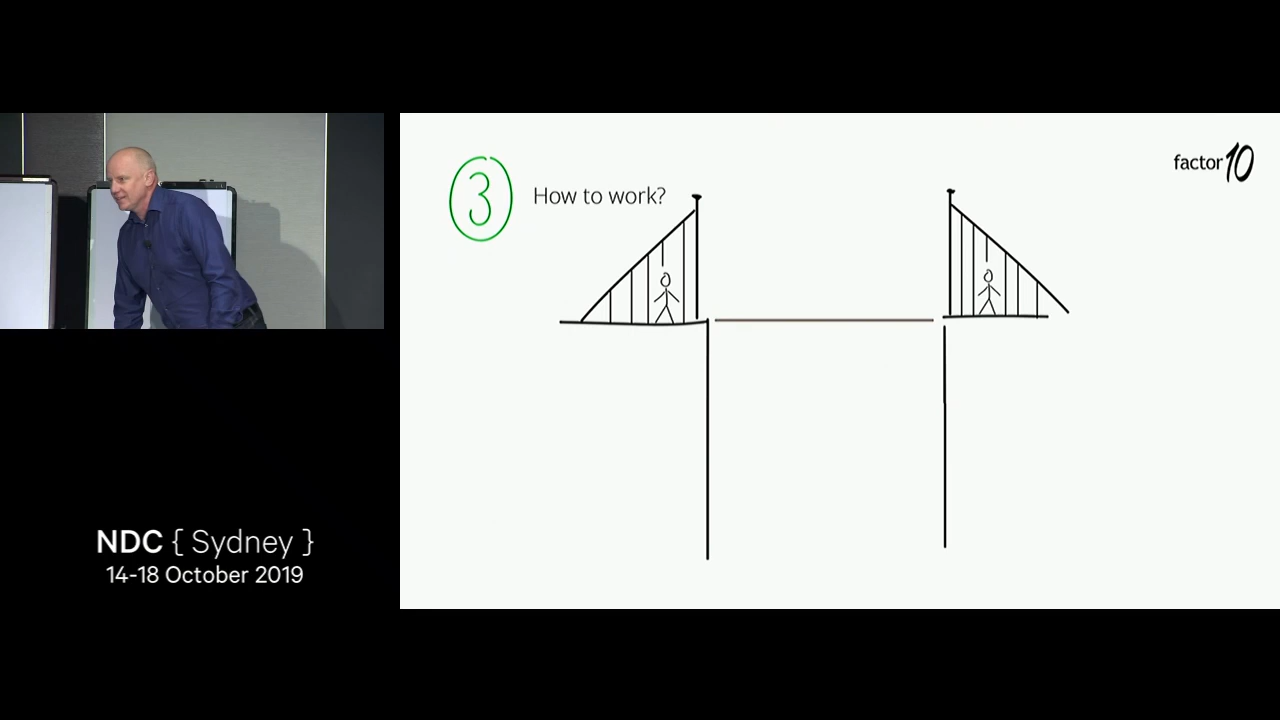 factor10
3 How to work?
NDC { Sydney }
14-18 October 2019